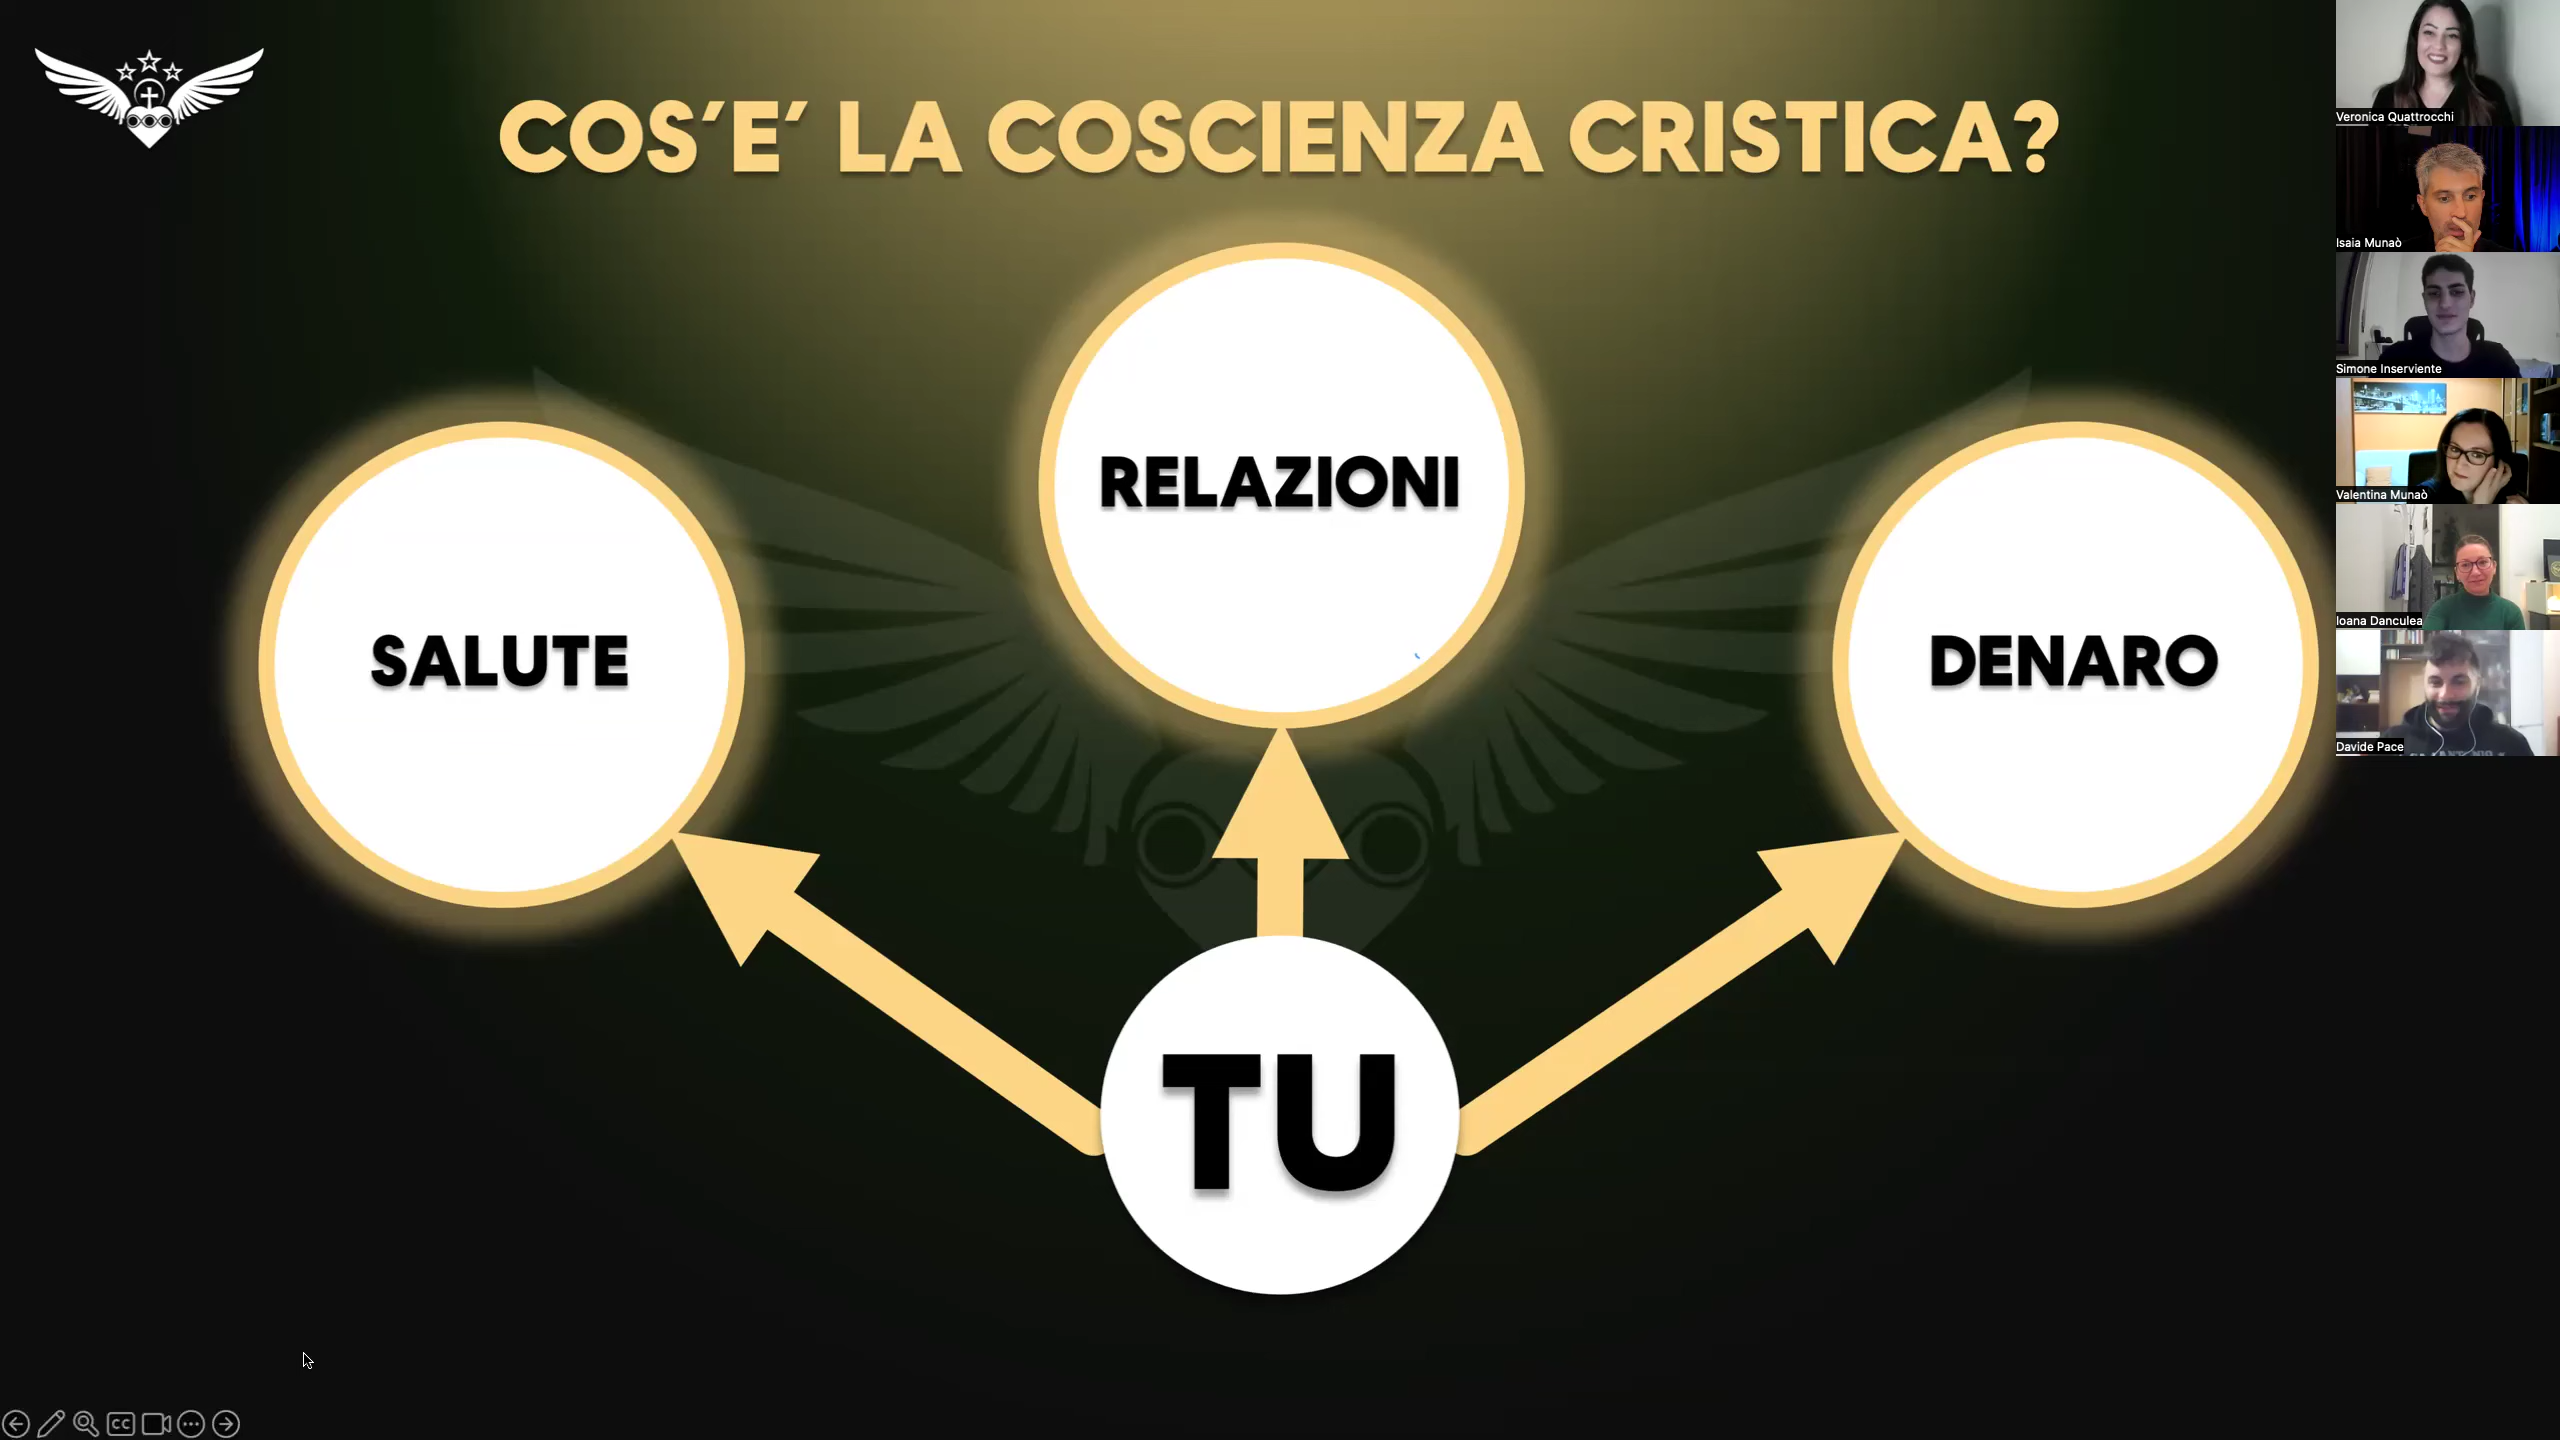 COS'E' LA COSCIENZA CRISTICA?
RELAZIONI
SALUTE
DENARO
TU
Veronica Quattrocchi
Isaia Munaò
Simone Inserviente
Valentina Munaò
Ioana Danculea
Davide Pace
CC